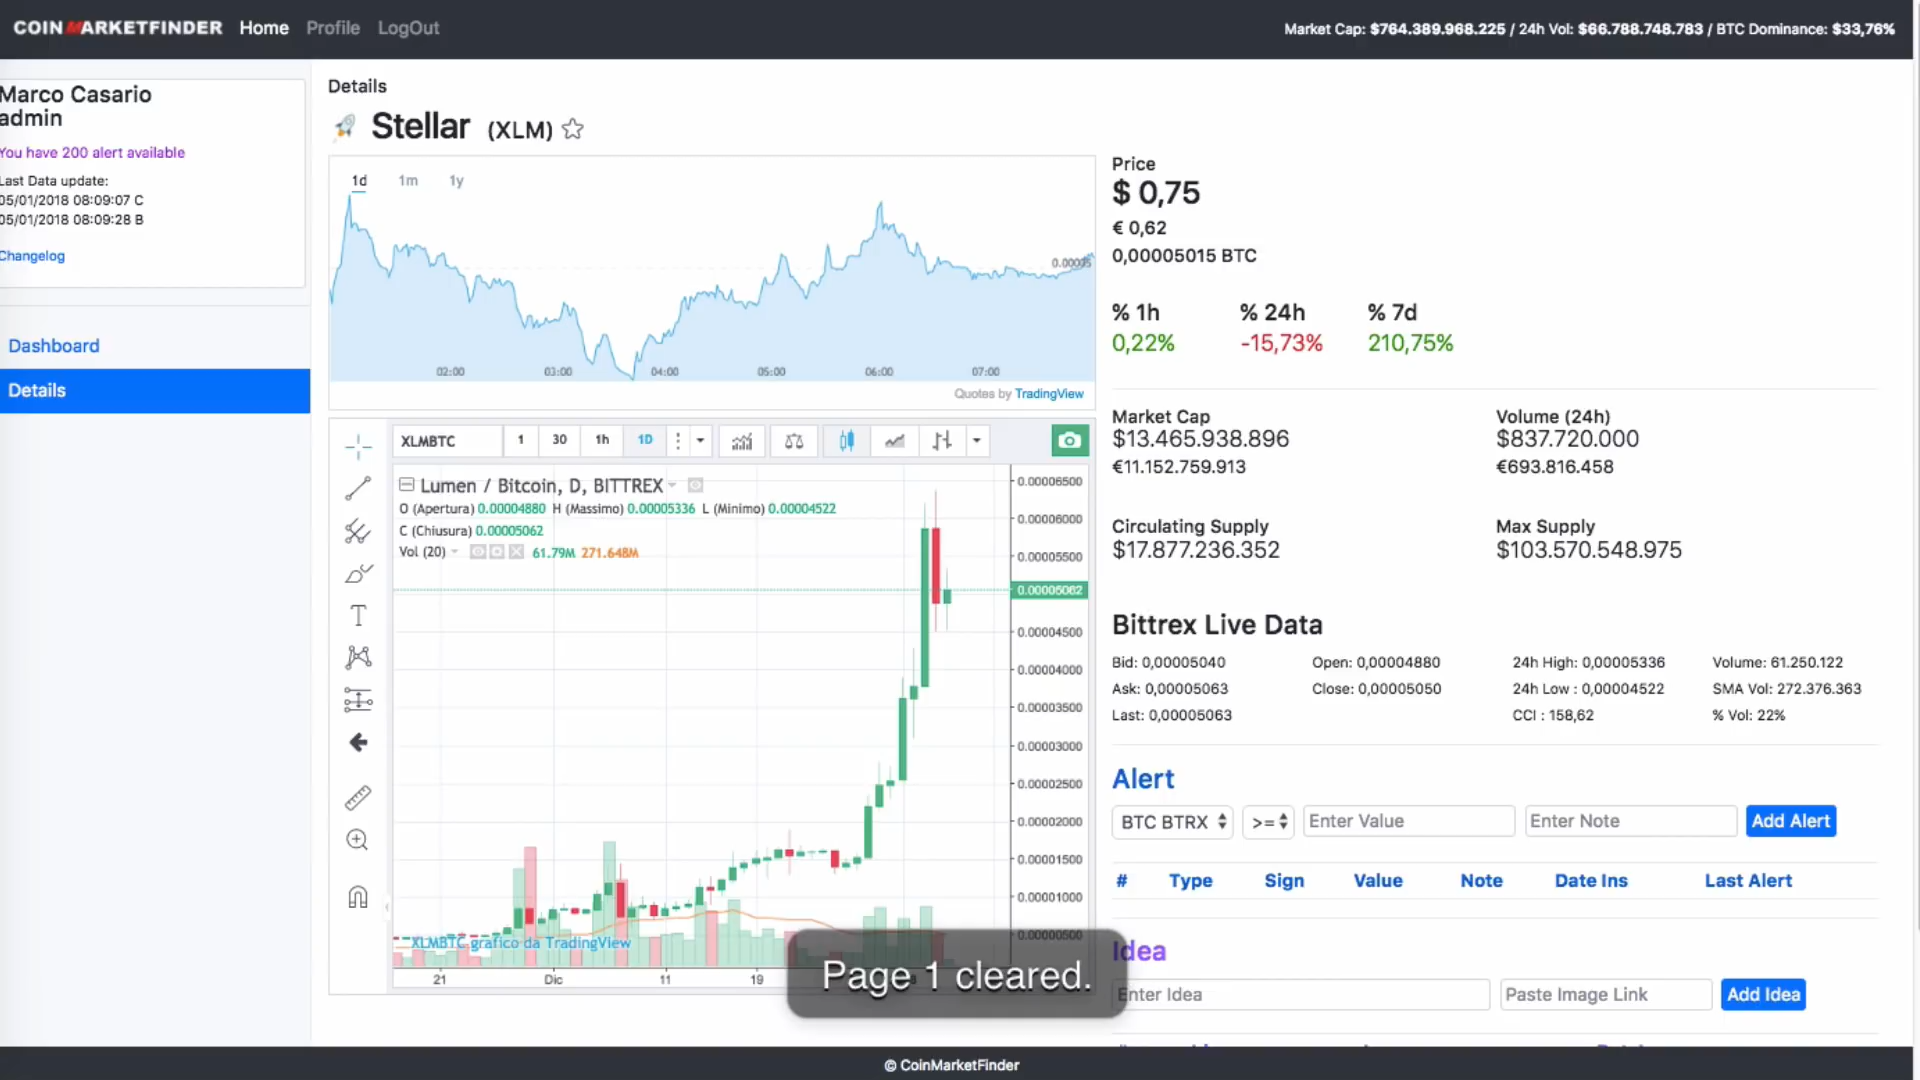 COINMARKETFINDER Home Profile LogOut
Market Cap: $764.389.968.225 / 24h Vol: $66.788.748.783 / BTC Dominance: $33,76%
Marco Casario
admin
You have 200 alert available
Last Data update:
05/01/2018 08:09:07 C
05/01/2018 08:09:28 B
Changelog
Dashboard
Details
Details
Stellar (XLM)
1d 1m 1y
0.00005
02:00 03:00 04:00 05:00 06:00 07:00
Quotes by TradingView
XLMBTC 1 30 1h 1D
Lumen / Bitcoin, D, BITTREX
O (Apertura) 0.00004880 H (Massimo) 0.00005336 L (Minimo) 0.00004522
C (Chiusura) 0.00005062
Vol (20) 61.79M 271.648M
0.00006500
0.00006000
0.00005500
0.00005062
0.00004500
0.00004000
0.00003500
0.00003000
0.00002500
0.00002000
0.00001500
0.00001000
0.00000500
XLMBTC grafico da TradingView
21 Dic 11 19
Price
$ 0,75
€ 0,62
0,00005015 BTC
% 1h % 24h % 7d
0,22% -15,73% 210,75%
Market Cap Volume (24h)
$13.465.938.896 $837.720.000
€11.152.759.913 €693.816.458
Circulating Supply Max Supply
$17.877.236.352 $103.570.548.975
Bittrex Live Data
Bid: 0,00005040 Open: 0,00004880 24h High: 0,00005336 Volume: 61.250.122
Ask: 0,00005063 Close: 0,00005050 24h Low : 0,00004522 SMA Vol: 272.376.363
Last: 0,00005063 CCI : 158,62 % Vol: 22%
Alert
BTC BTRX >= Enter Value Enter Note Add Alert
# Type Sign Value Note Date Ins Last Alert
Idea
Enter Idea Paste Image Link Add Idea
Page 1 cleared.
© CoinMarketFinder